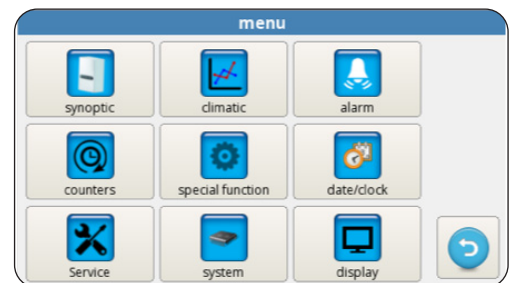 menu
synoptic climatic alarm
counters special function date/clock
Service system display